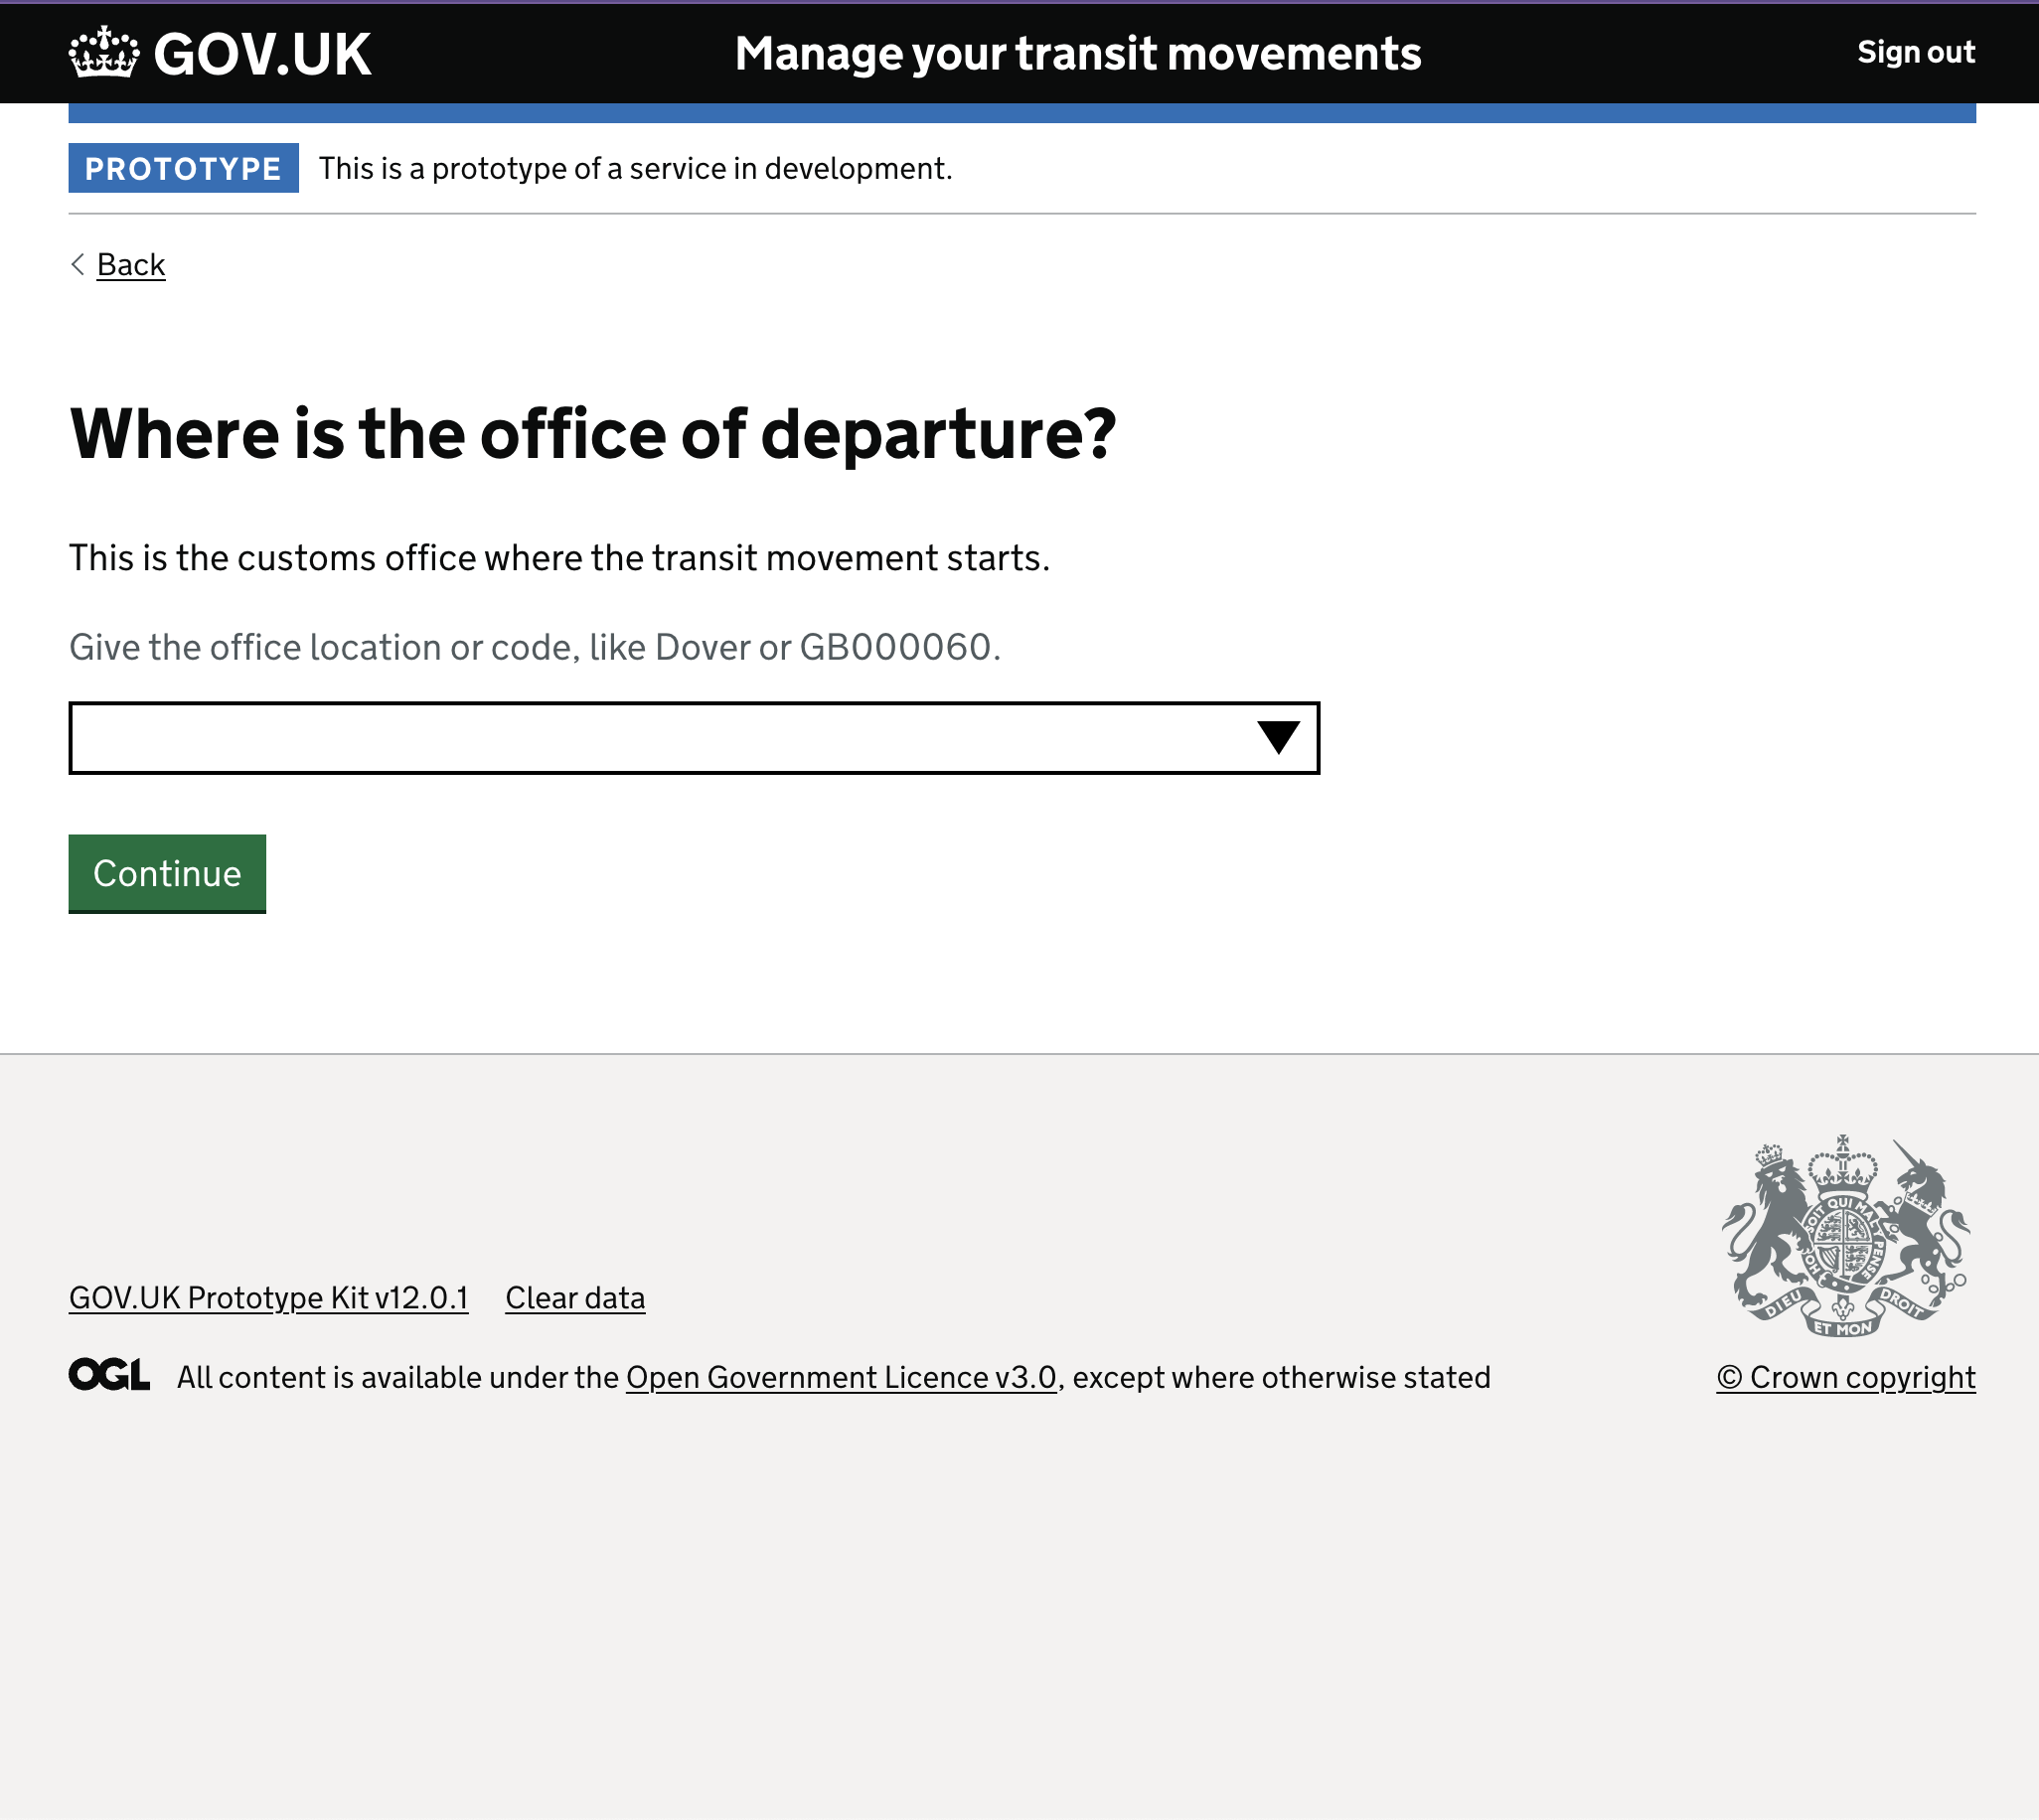 GOV.UK
Manage your transit movements
Sign out
PROTOTYPE
This is a prototype of a service in development.
Back
Where is the office of departure?
This is the customs office where the transit movement starts.
Give the office location or code, like Dover or GB000060.
Continue
GOV.UK Prototype Kit v12.0.1
Clear data
HONI SOIT QUI MAL Y PENSE
DIEU ET MON DROIT
OGL
All content is available under the Open Government Licence v3.0, except where otherwise stated
© Crown copyright